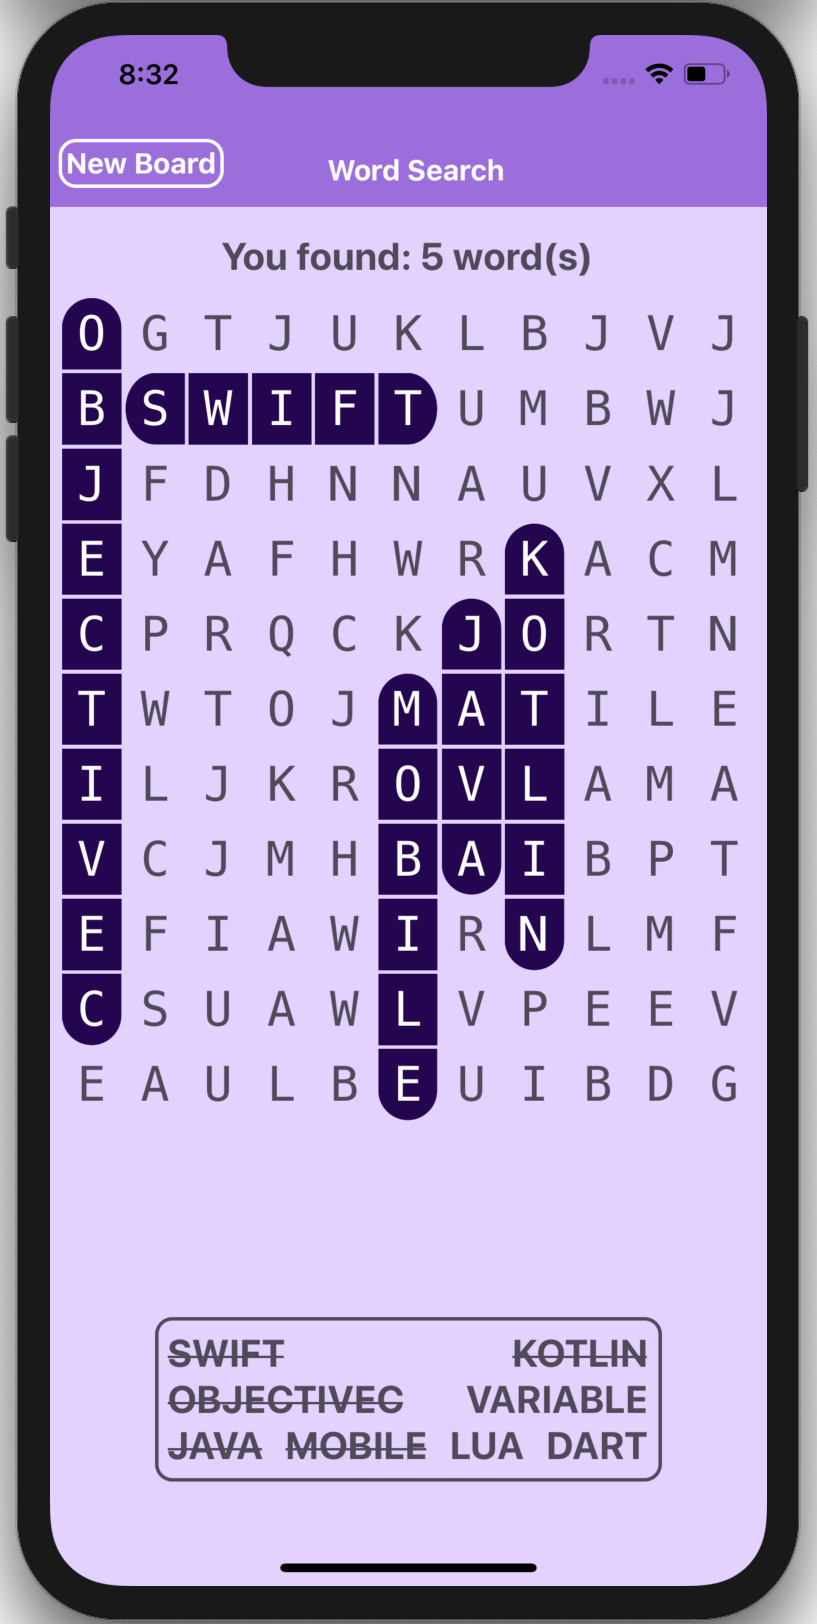 8:32
New Board
Word Search
You found: 5 word(s)
O G T J U K L B J V J
B S W I F T U M B W J
J F D H N N A U V X L
E Y A F H W R K A C M
C P R Q C K J O R T N
T W T O J M A T I L E
I L J K R O V L A M A
V C J M H B A I B P T
E F I A W I R N L M F
C S U A W L V P E E V
E A U L B E U I B D G
SWIFT KOTLIN
OBJECTIVEC VARIABLE
JAVA MOBILE LUA DART